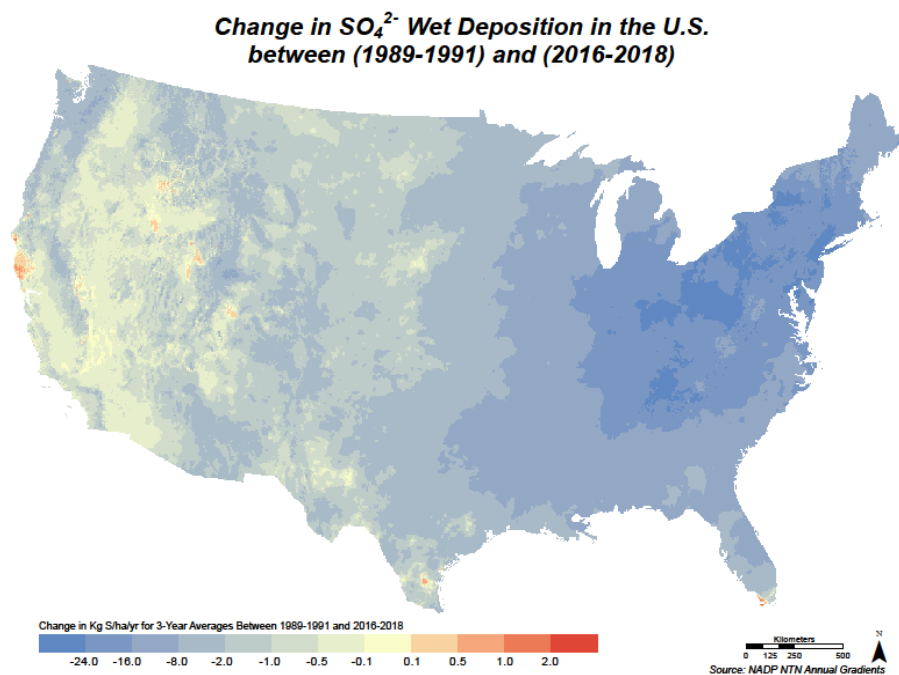 Change in SO₄²⁻ Wet Deposition in the U.S.
between (1989-1991) and (2016-2018)
Change in Kg S/ha/yr for 3-Year Averages Between 1989-1991 and 2016-2018
-24.0 -16.0 -8.0 -2.0 -1.0 -0.5 -0.1 0.1 0.5 1.0 2.0
Kilometers
0 125 250 500
N
Source: NADP NTN Annual Gradients